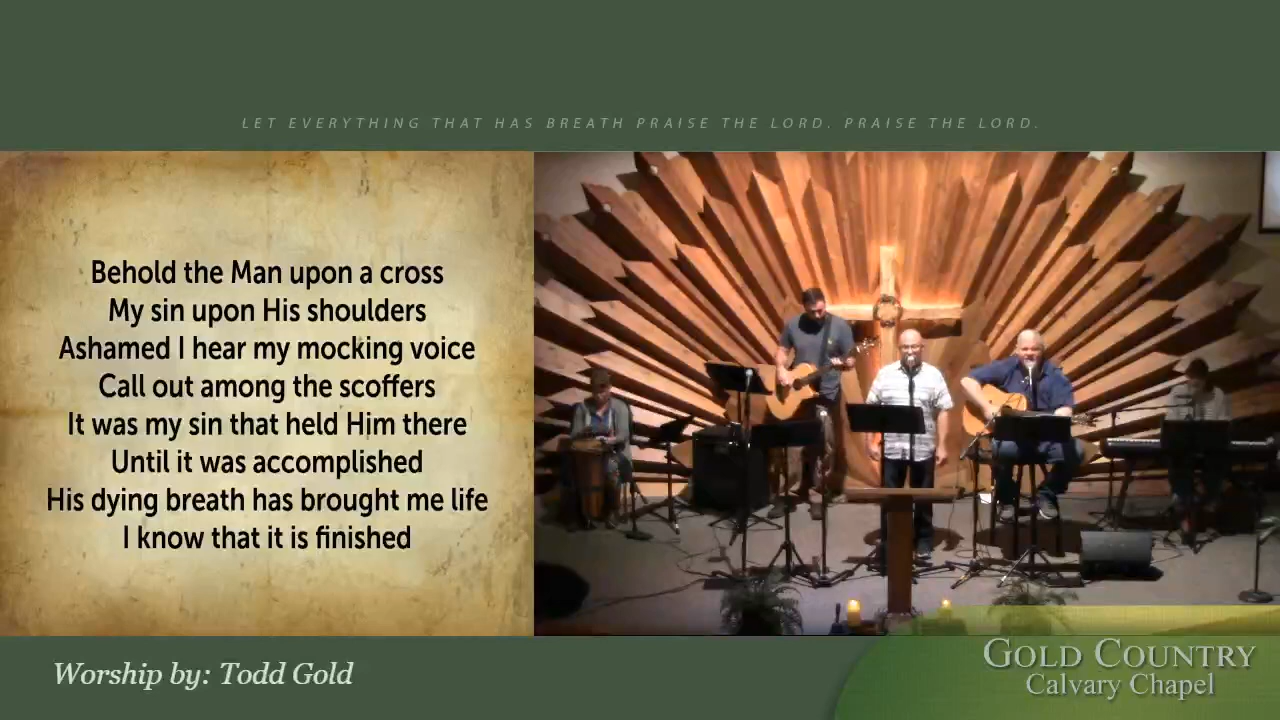 LET EVERYTHING THAT HAS BREATH PRAISE THE LORD. PRAISE THE LORD.
Behold the Man upon a cross
My sin upon His shoulders
Ashamed I hear my mocking voice
Call out among the scoffers
It was my sin that held Him there
Until it was accomplished
His dying breath has brought me life
I know that it is finished
Worship by: Todd Gold
GOLD COUNTRY
Calvary Chapel